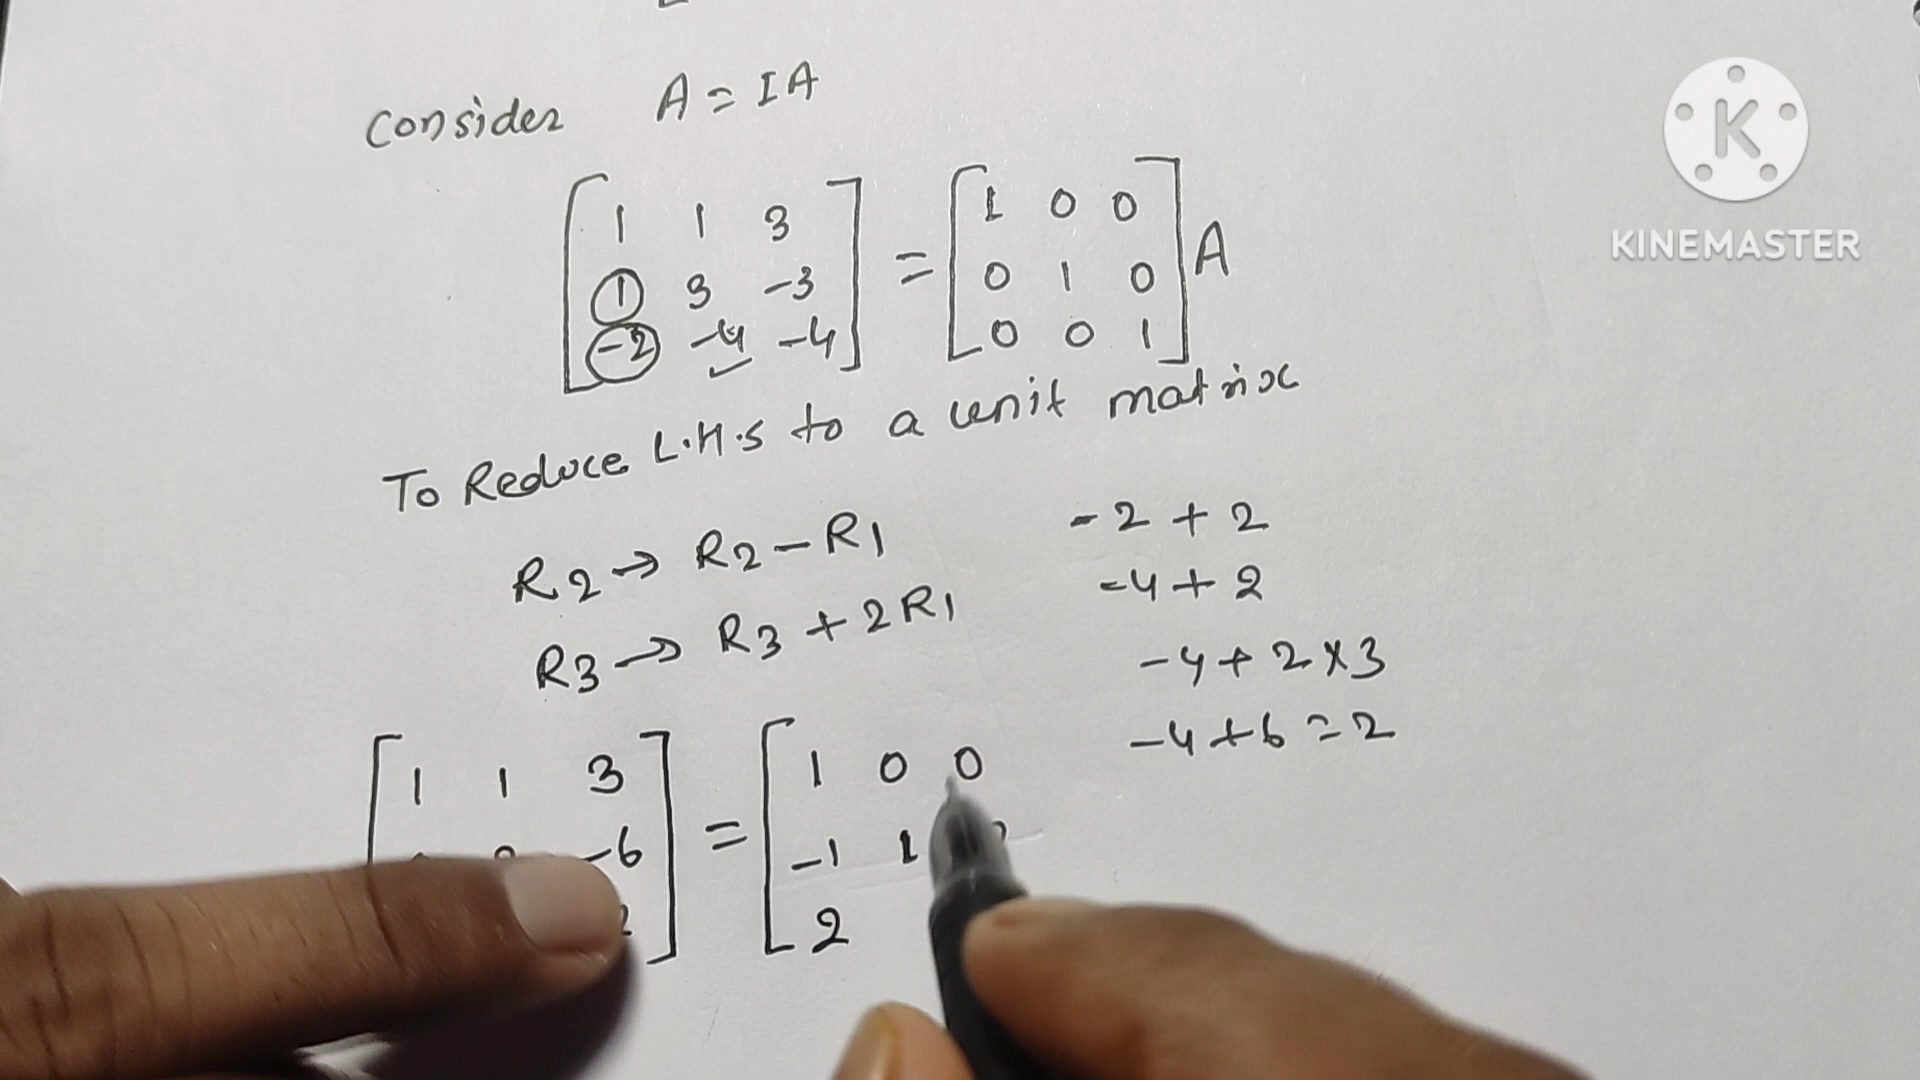 Consider A = IA
1 1 3 = 1 0 0
1 3 -3 0 1 0 A
-2 -4 -4 0 0 1
To Reduce L.H.S to a unit matrix
R2 → R2 - R1
R3 → R3 + 2R1
-2 + 2
-4 + 2
-4 + 2 x 3
-4 + 6 = 2
1 1 3 = 1 0 0
-6 -1 1
2
K
KINEMASTER